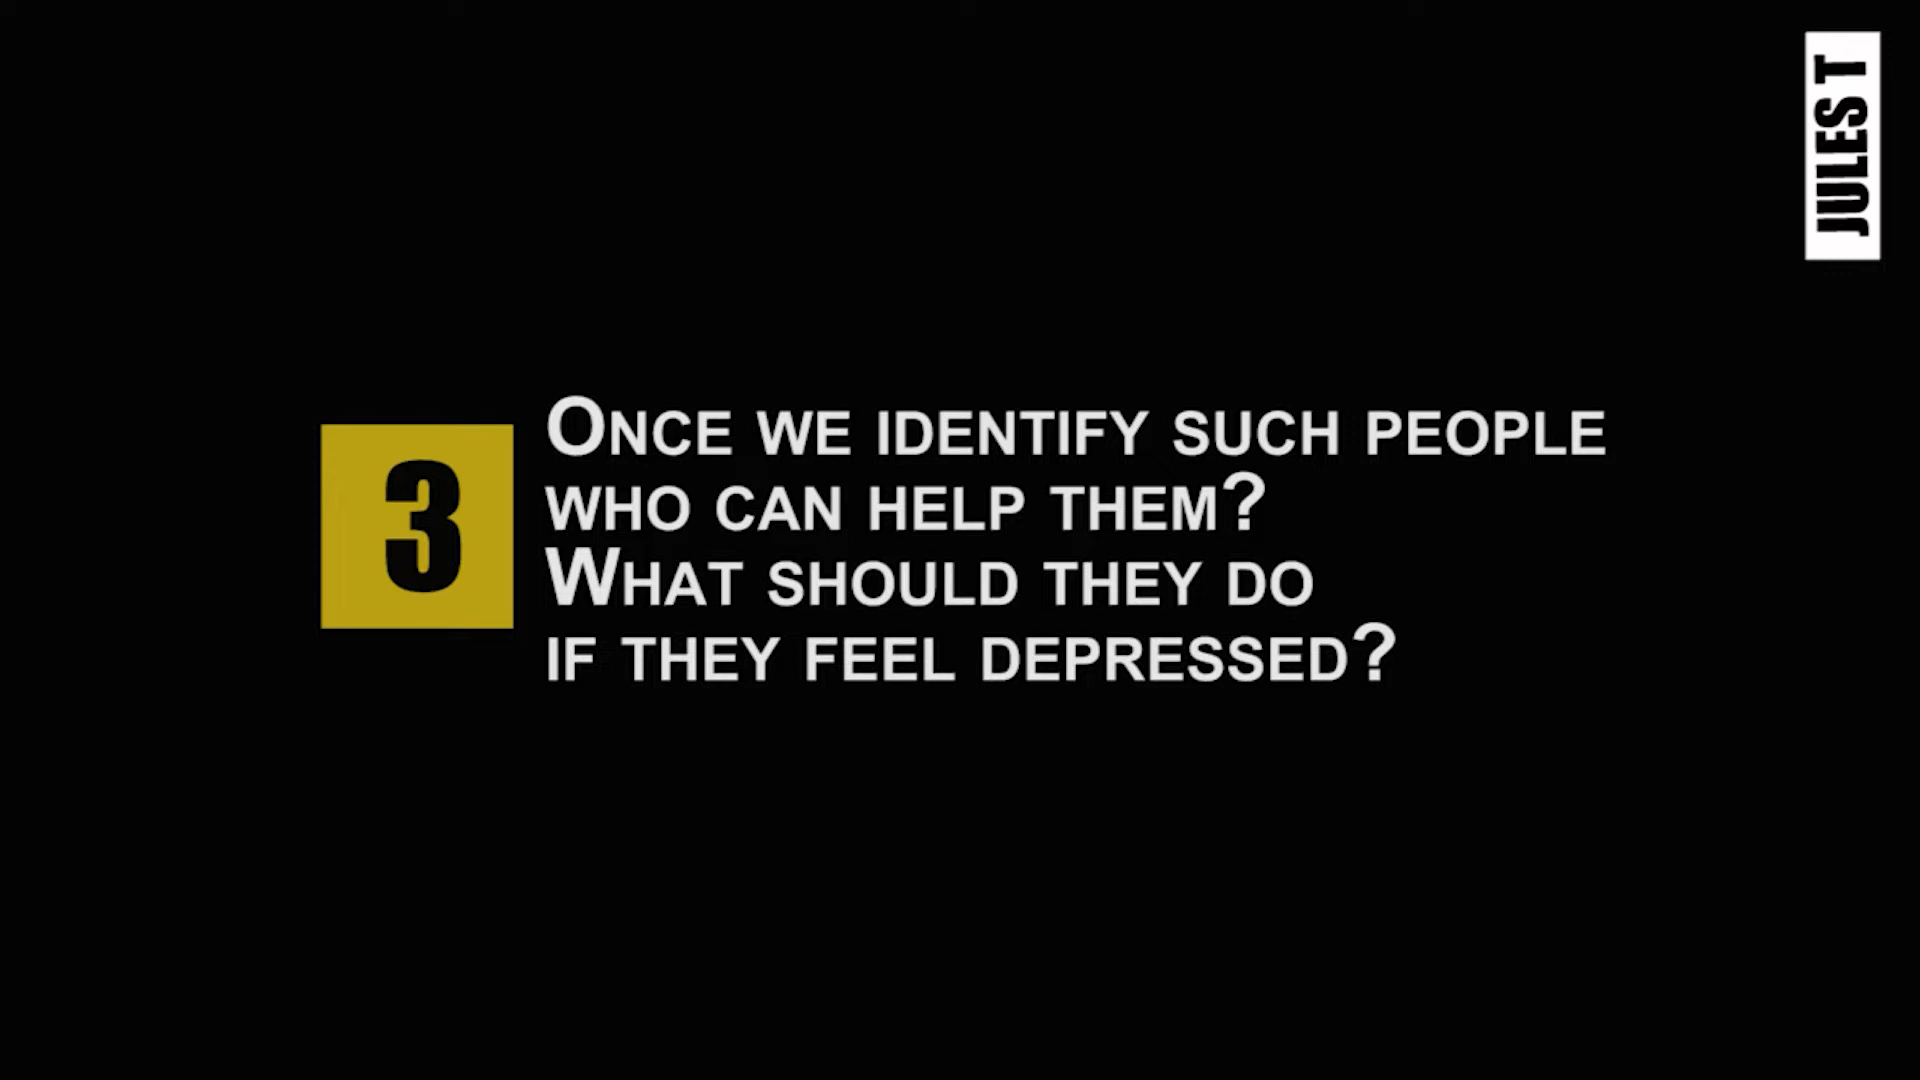 JULES T
3
ONCE WE IDENTIFY SUCH PEOPLE
WHO CAN HELP THEM?
WHAT SHOULD THEY DO
IF THEY FEEL DEPRESSED?